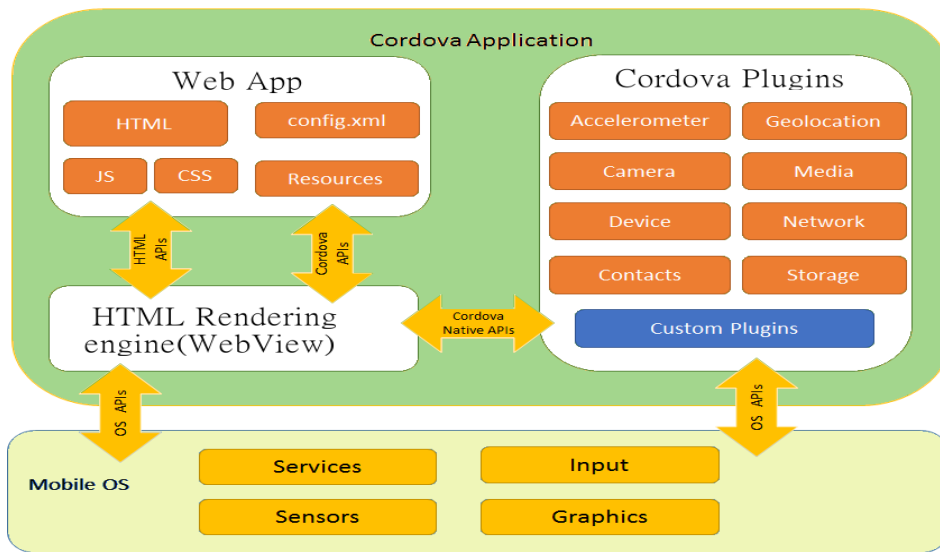 Cordova Application
Web App
HTML
config.xml
JS
CSS
Resources
HTML
APIs
Cordova
APIs
HTML Rendering
engine(WebView)
Cordova
Native APIs
Cordova Plugins
Accelerometer
Geolocation
Camera
Media
Device
Network
Contacts
Storage
Custom Plugins
OS APIs
OS APIs
Mobile OS
Services
Input
Sensors
Graphics